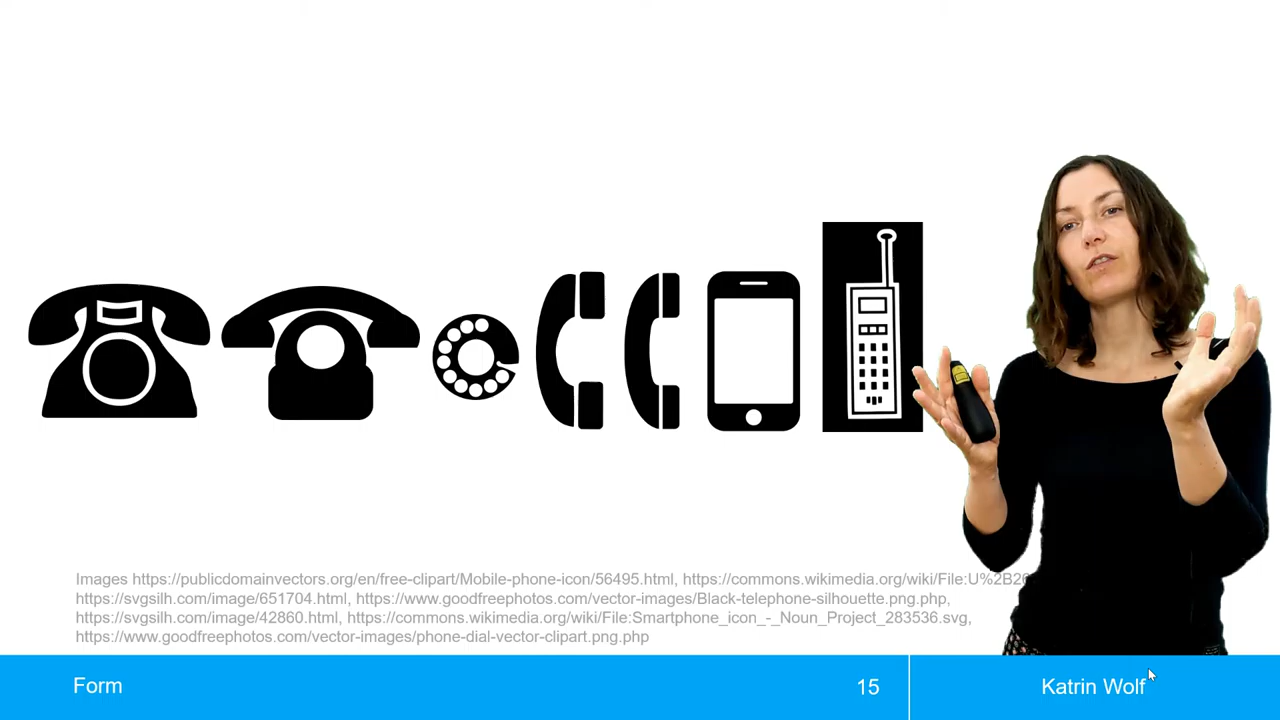 Images https://publicdomainvectors.org/en/free-clipart/Mobile-phone-icon/56495.html, https://commons.wikimedia.org/wiki/File:U%2B26
https://svgsilh.com/image/651704.html, https://www.goodfreephotos.com/vector-images/Black-telephone-silhouette.png.php,
https://svgsilh.com/image/42860.html, https://commons.wikimedia.org/wiki/File:Smartphone_icon_-_Noun_Project_283536.svg,
https://www.goodfreephotos.com/vector-images/phone-dial-vector-clipart.png.php
Form
15
Katrin Wolf